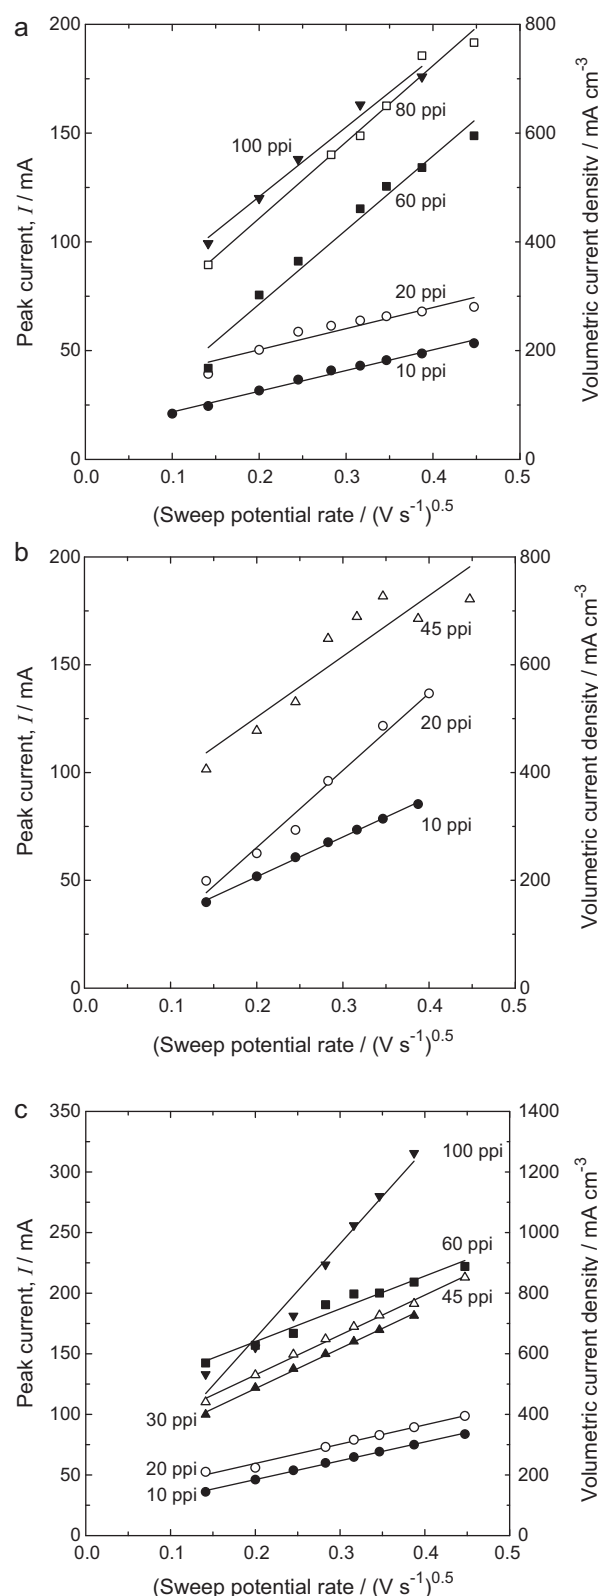 a
200
150
100
50
0
800
600
400
200
0
0.0 0.1 0.2 0.3 0.4 0.5
Peak current, I / mA
Volumetric current density / mA cm⁻³
(Sweep potential rate / (V s⁻¹)⁰·⁵
100 ppi
80 ppi
60 ppi
20 ppi
10 ppi
b
200
150
100
50
0
800
600
400
200
0
0.0 0.1 0.2 0.3 0.4 0.5
Peak current, I / mA
Volumetric current density / mA cm⁻³
(Sweep potential rate / (V s⁻¹)⁰·⁵
45 ppi
20 ppi
10 ppi
c
350
300
250
200
150
100
50
0
1400
1200
1000
800
600
400
200
0
0.0 0.1 0.2 0.3 0.4 0.5
Peak current, I / mA
Volumetric current density / mA cm⁻³
(Sweep potential rate / (V s⁻¹)⁰·⁵
100 ppi
60 ppi
45 ppi
30 ppi
20 ppi
10 ppi